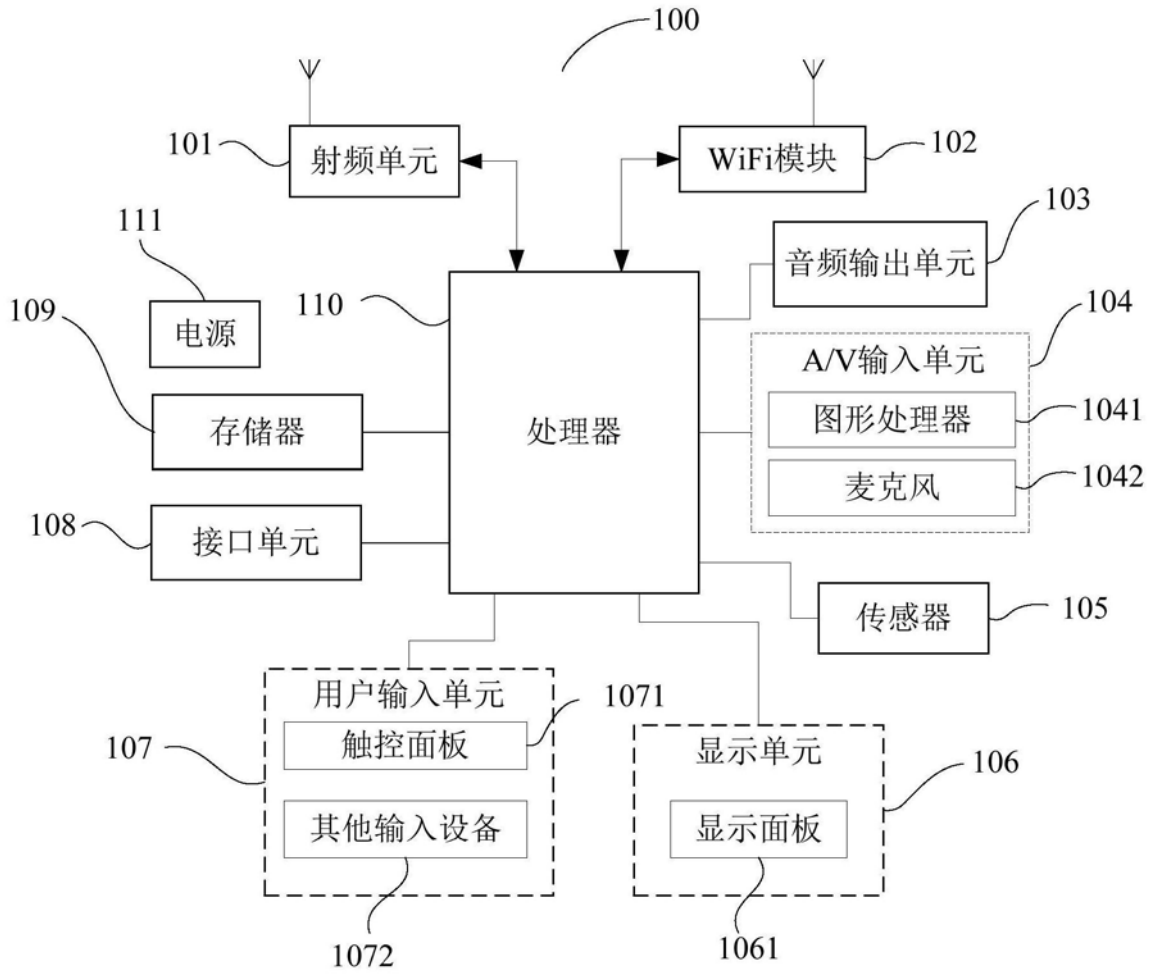 100
101
射频单元
WiFi模块
102
103
音频输出单元
111
电源
110
109
存储器
处理器
104
A/V输入单元
图形处理器
1041
麦克风
1042
108
接口单元
传感器
105
用户输入单元
1071
触控面板
107
其他输入设备
1072
显示单元
106
显示面板
1061